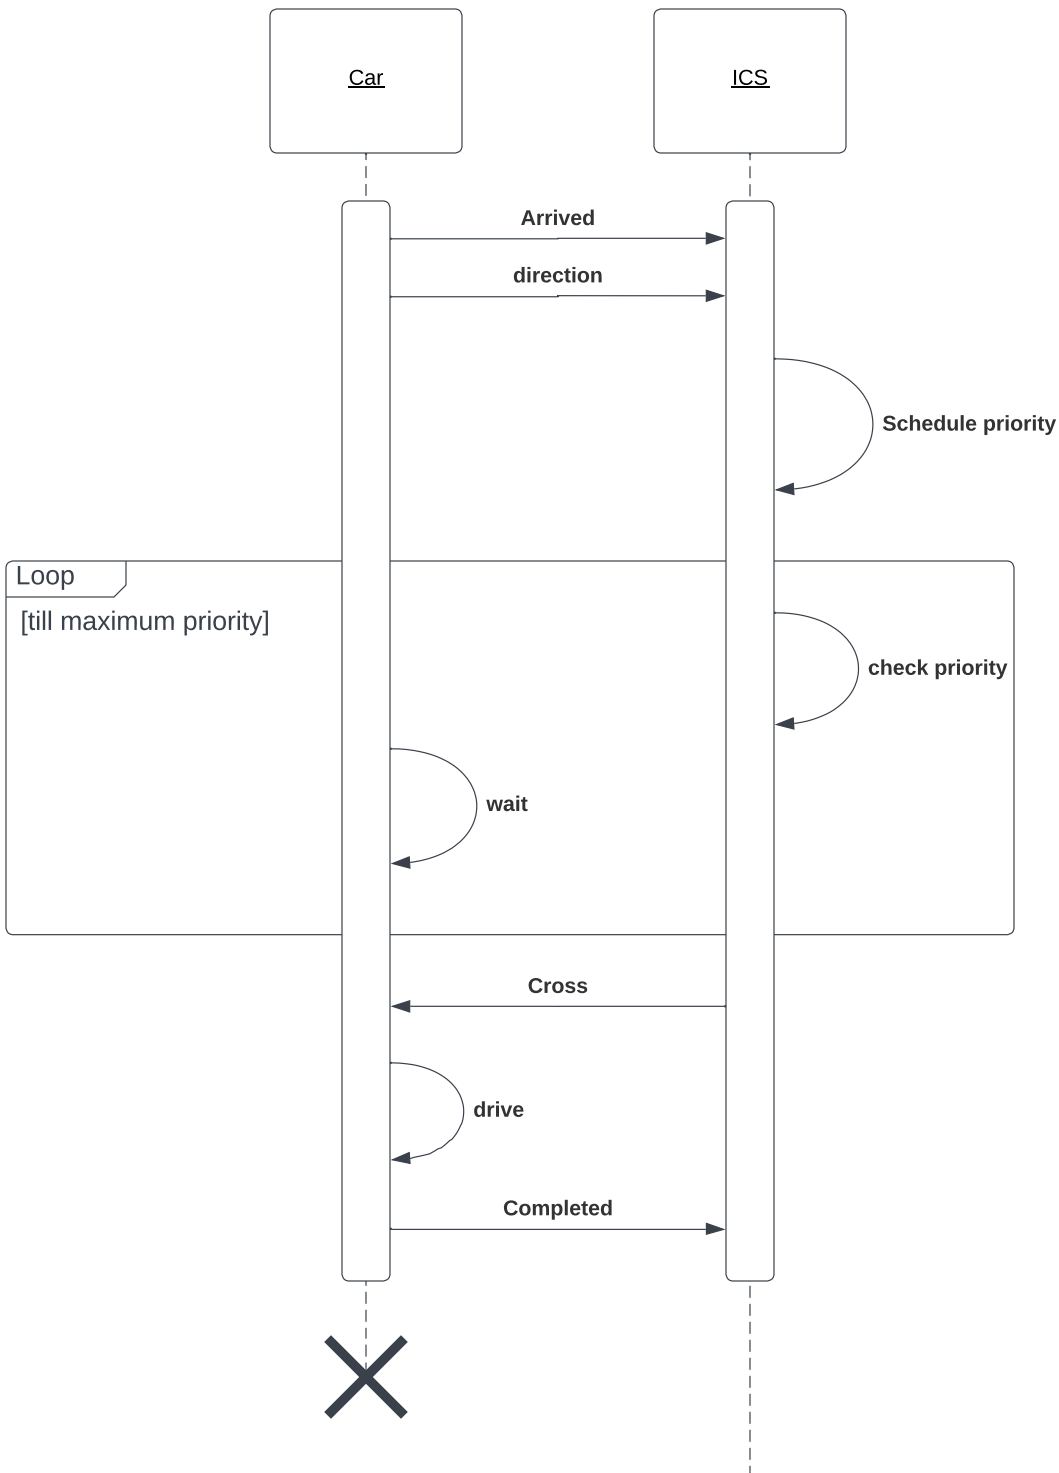 Car
ICS
Arrived
direction
Schedule priority
Loop
[till maximum priority]
check priority
wait
Cross
drive
Completed